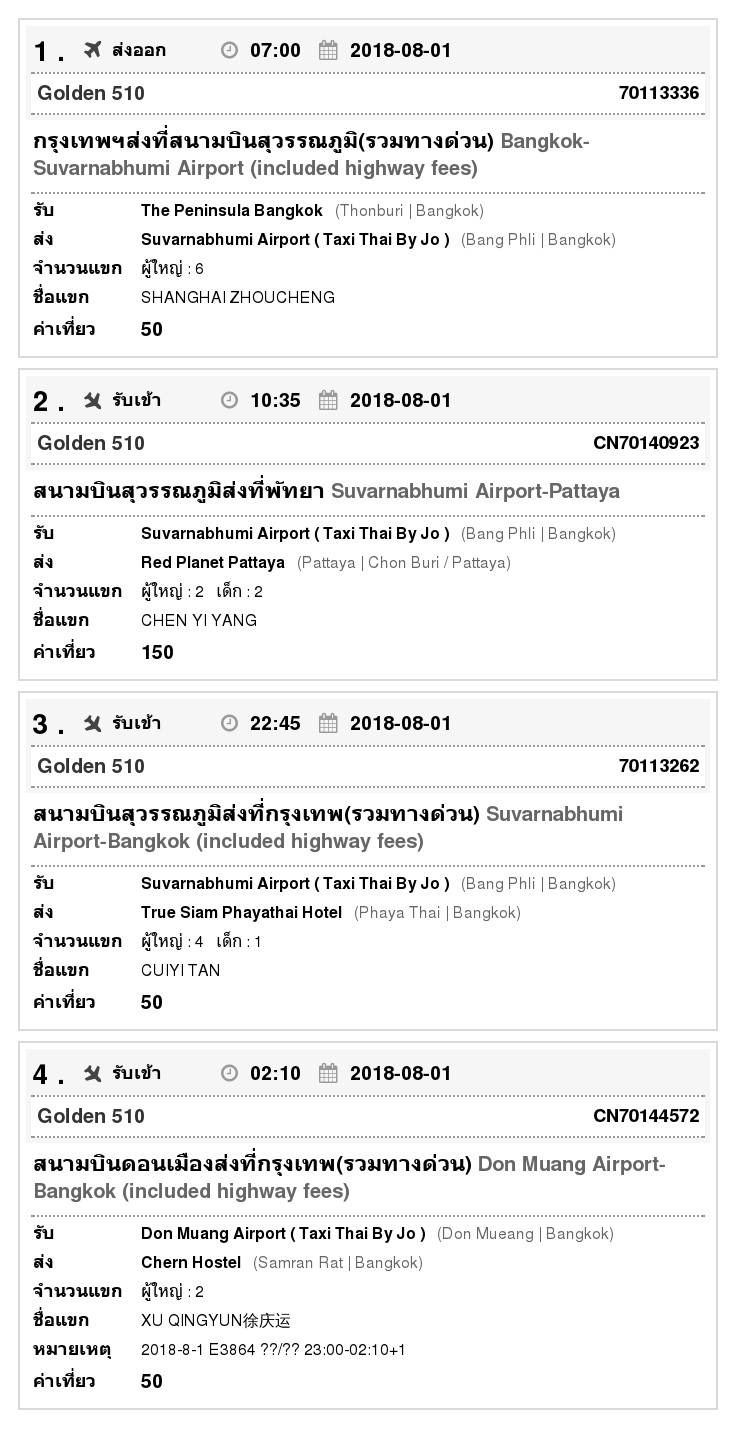 1 . ส่งออก 07:00 2018-08-01
Golden 510 70113336
กรุงเทพฯส่งที่สนามบินสุวรรณภูมิ(รวมทางด่วน) Bangkok-
Suvarnabhumi Airport (included highway fees)
รับ The Peninsula Bangkok (Thonburi | Bangkok)
ส่ง Suvarnabhumi Airport ( Taxi Thai By Jo ) (Bang Phli | Bangkok)
จำนวนแขก ผู้ใหญ่ : 6
ชื่อแขก SHANGHAI ZHOUCHENG
ค่าเที่ยว 50
2 . รับเข้า 10:35 2018-08-01
Golden 510 CN70140923
สนามบินสุวรรณภูมิส่งที่พัทยา Suvarnabhumi Airport-Pattaya
รับ Suvarnabhumi Airport ( Taxi Thai By Jo ) (Bang Phli | Bangkok)
ส่ง Red Planet Pattaya (Pattaya | Chon Buri / Pattaya)
จำนวนแขก ผู้ใหญ่ : 2 เด็ก : 2
ชื่อแขก CHEN YI YANG
ค่าเที่ยว 150
3 . รับเข้า 22:45 2018-08-01
Golden 510 70113262
สนามบินสุวรรณภูมิส่งที่กรุงเทพ(รวมทางด่วน) Suvarnabhumi
Airport-Bangkok (included highway fees)
รับ Suvarnabhumi Airport ( Taxi Thai By Jo ) (Bang Phli | Bangkok)
ส่ง True Siam Phayathai Hotel (Phaya Thai | Bangkok)
จำนวนแขก ผู้ใหญ่ : 4 เด็ก : 1
ชื่อแขก CUIYI TAN
ค่าเที่ยว 50
4 . รับเข้า 02:10 2018-08-01
Golden 510 CN70144572
สนามบินดอนเมืองส่งที่กรุงเทพ(รวมทางด่วน) Don Muang Airport-
Bangkok (included highway fees)
รับ Don Muang Airport ( Taxi Thai By Jo ) (Don Mueang | Bangkok)
ส่ง Chern Hostel (Samran Rat | Bangkok)
จำนวนแขก ผู้ใหญ่ : 2
ชื่อแขก XU QINGYUN徐庆运
หมายเหตุ 2018-8-1 E3864 ??/?? 23:00-02:10+1
ค่าเที่ยว 50